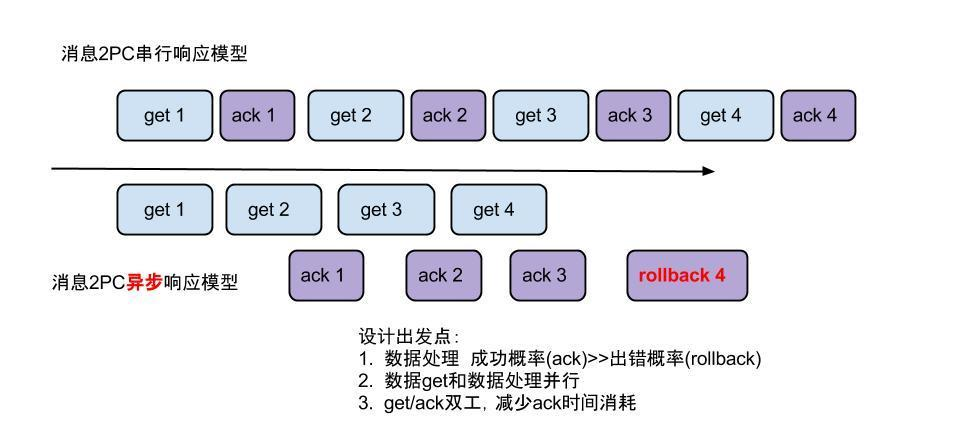 消息2PC串行响应模型
get 1 ack 1 get 2 ack 2 get 3 ack 3 get 4 ack 4
get 1 get 2 get 3 get 4
消息2PC异步响应模型
ack 1 ack 2 ack 3 rollback 4
设计出发点:
1. 数据处理 成功概率(ack)>>出错概率(rollback)
2. 数据get和数据处理并行
3. get/ack双工, 减少ack时间消耗